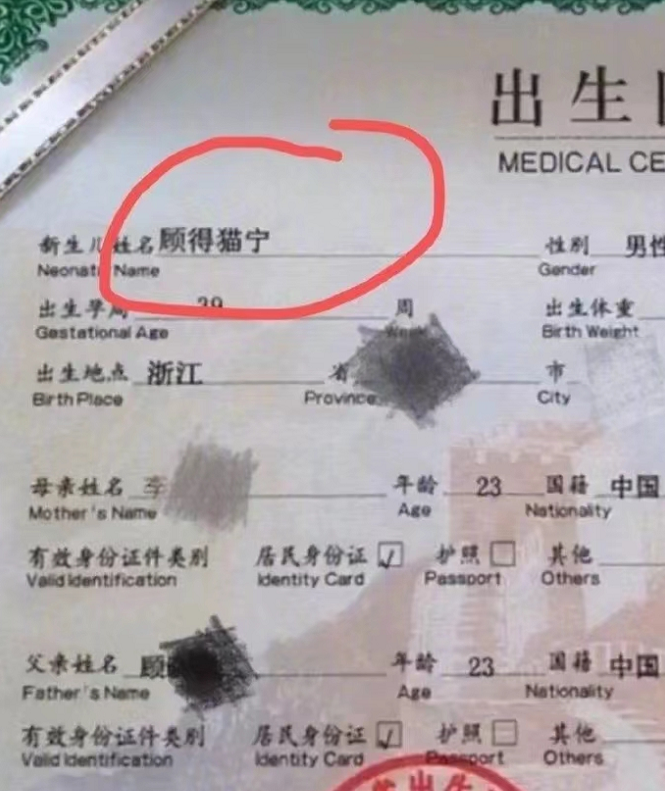 出生
MEDICAL CE
新生儿姓名 顾得猫宁 性别 男性
Neonatal Name Gender
出生孕周 39 周 出生体重
Gestational Age Week Birth Weight
出生地点 浙江 省 市
Birth Place Province City
母亲姓名 李 年龄 23 国籍 中国
Mother's Name Age Nationality
有效身份证件类别 居民身份证 ☑ 护照 □ 其他
Valid Identification Identity Card Passport Others
父亲姓名 顾 年龄 23 国籍 中国
Father's Name Age Nationality
有效身份证件类别 居民身份证 ☑ 护照 □ 其他
Valid Identification Identity Card Passport Others
出生